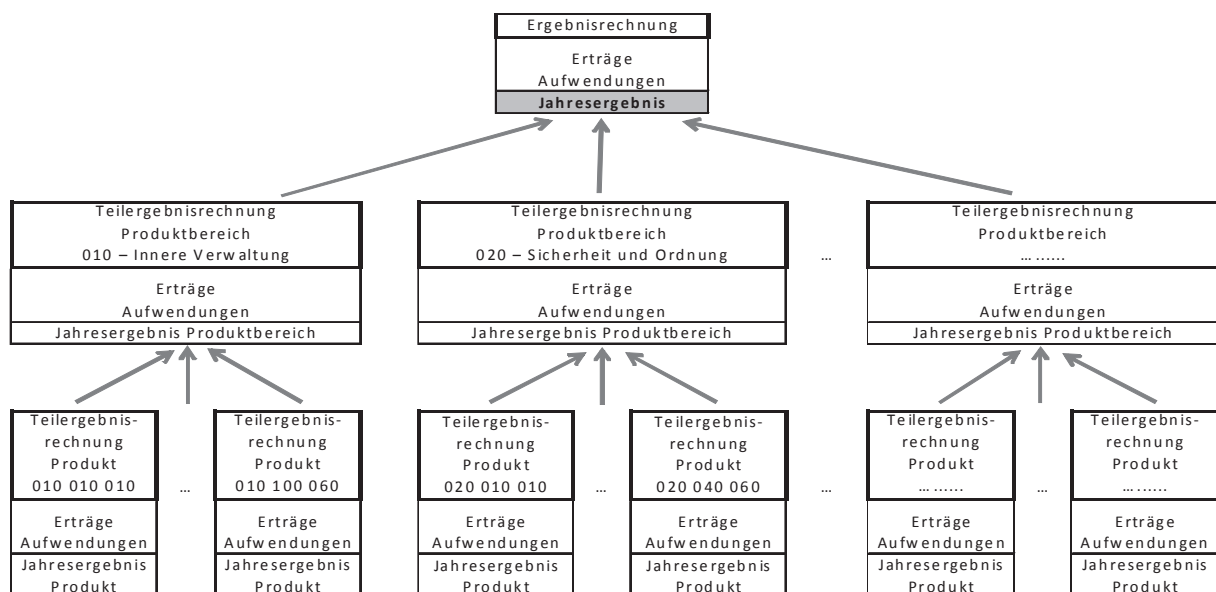 Ergebnisrechnung
Erträge
Aufwendungen
Jahresergebnis
Teilergebnisrechnung
Produktbereich
010 – Innere Verwaltung
Erträge
Aufwendungen
Jahresergebnis Produktbereich
Teilergebnisrechnung
Produktbereich
020 – Sicherheit und Ordnung
Erträge
Aufwendungen
Jahresergebnis Produktbereich
...
Teilergebnisrechnung
Produktbereich
... ......
Erträge
Aufwendungen
Jahresergebnis Produktbereich
Teilergebnis-
rechnung
Produkt
010 010 010
Erträge
Aufwendungen
Jahresergebnis
Produkt
...
Teilergebnis-
rechnung
Produkt
010 100 060
Erträge
Aufwendungen
Jahresergebnis
Produkt
Teilergebnis-
rechnung
Produkt
020 010 010
Erträge
Aufwendungen
Jahresergebnis
Produkt
...
Teilergebnis-
rechnung
Produkt
020 040 060
Erträge
Aufwendungen
Jahresergebnis
Produkt
...
Teilergebnis-
rechnung
Produkt
... ......
Erträge
Aufwendungen
Jahresergebnis
Produkt
...
Teilergebnis-
rechnung
Produkt
... ......
Erträge
Aufwendungen
Jahresergebnis
Produkt